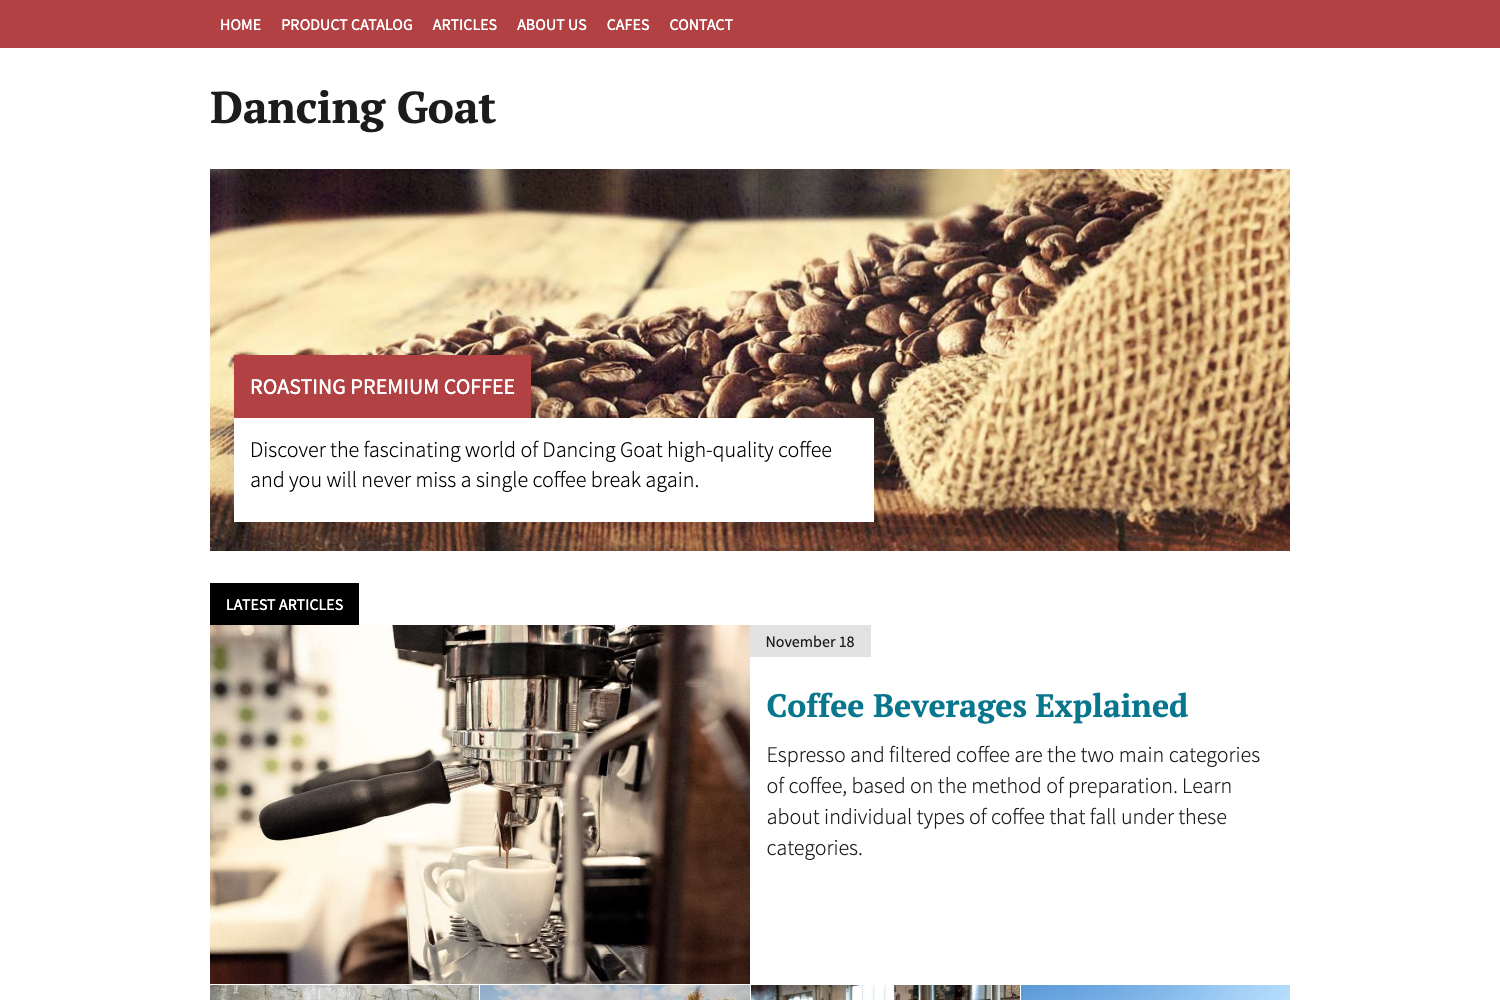 HOME PRODUCT CATALOG ARTICLES ABOUT US CAFES CONTACT
Dancing Goat
ROASTING PREMIUM COFFEE
Discover the fascinating world of Dancing Goat high-quality coffee
and you will never miss a single coffee break again.
LATEST ARTICLES
November 18
Coffee Beverages Explained
Espresso and filtered coffee are the two main categories
of coffee, based on the method of preparation. Learn
about individual types of coffee that fall under these
categories.